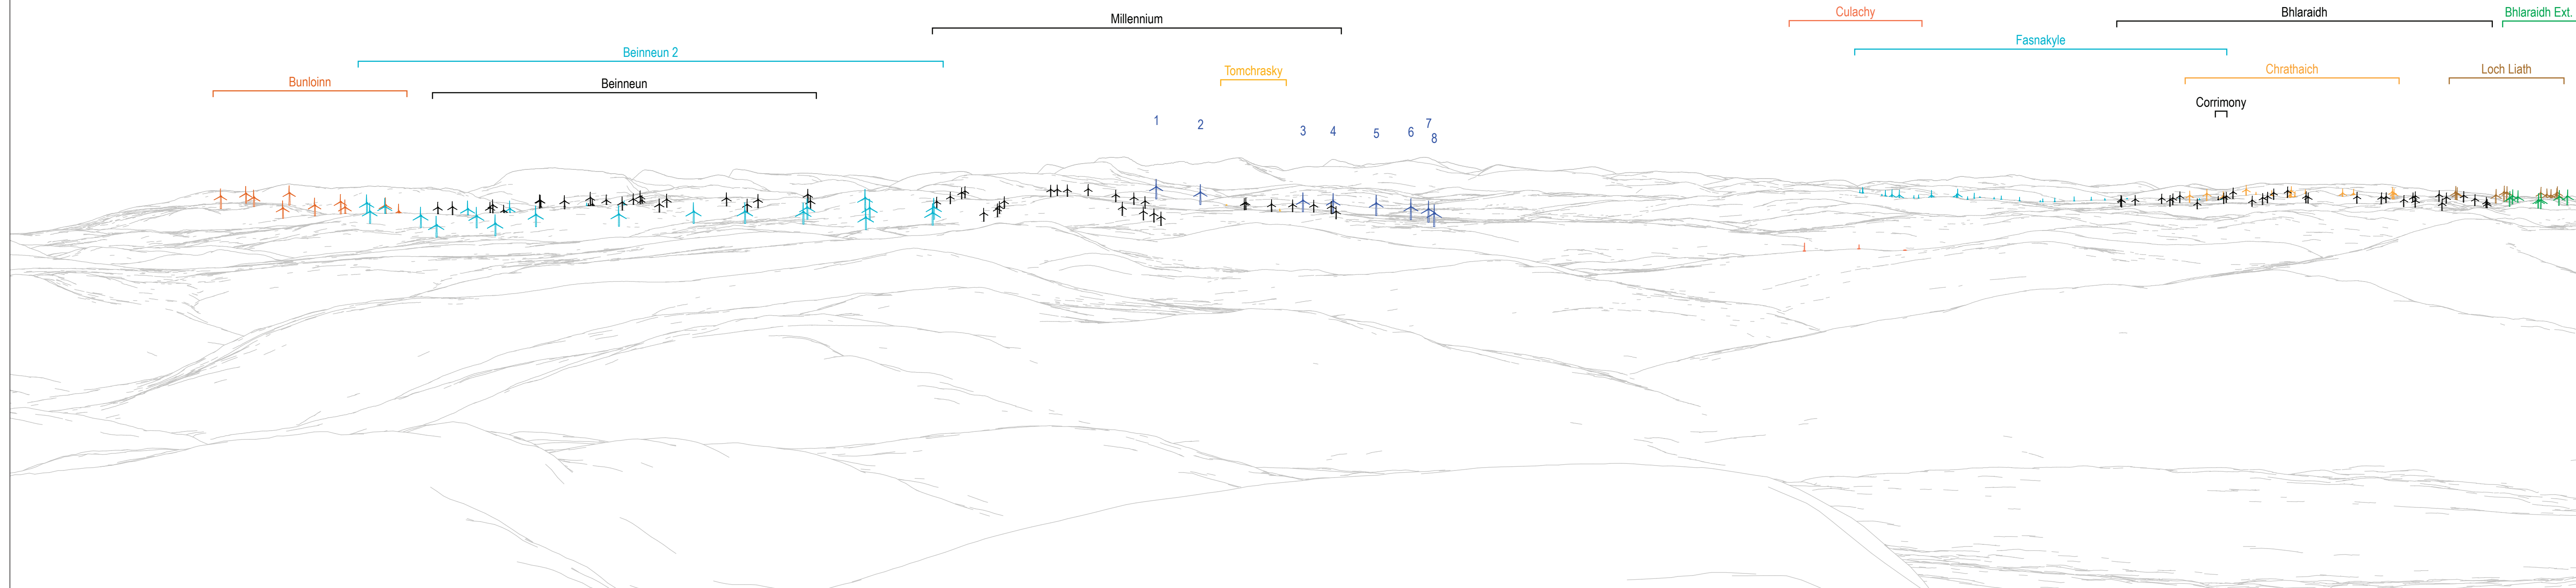 Millennium
Culachy
Bhlaraidh
Bhlaraidh Ext.
Beinneun 2
Fasnakyle
Bunloinn
Beinneun
Tomchrasky
Chrathaich
Loch Liath
Corrimony
1
2
3
4
5
6
7
8